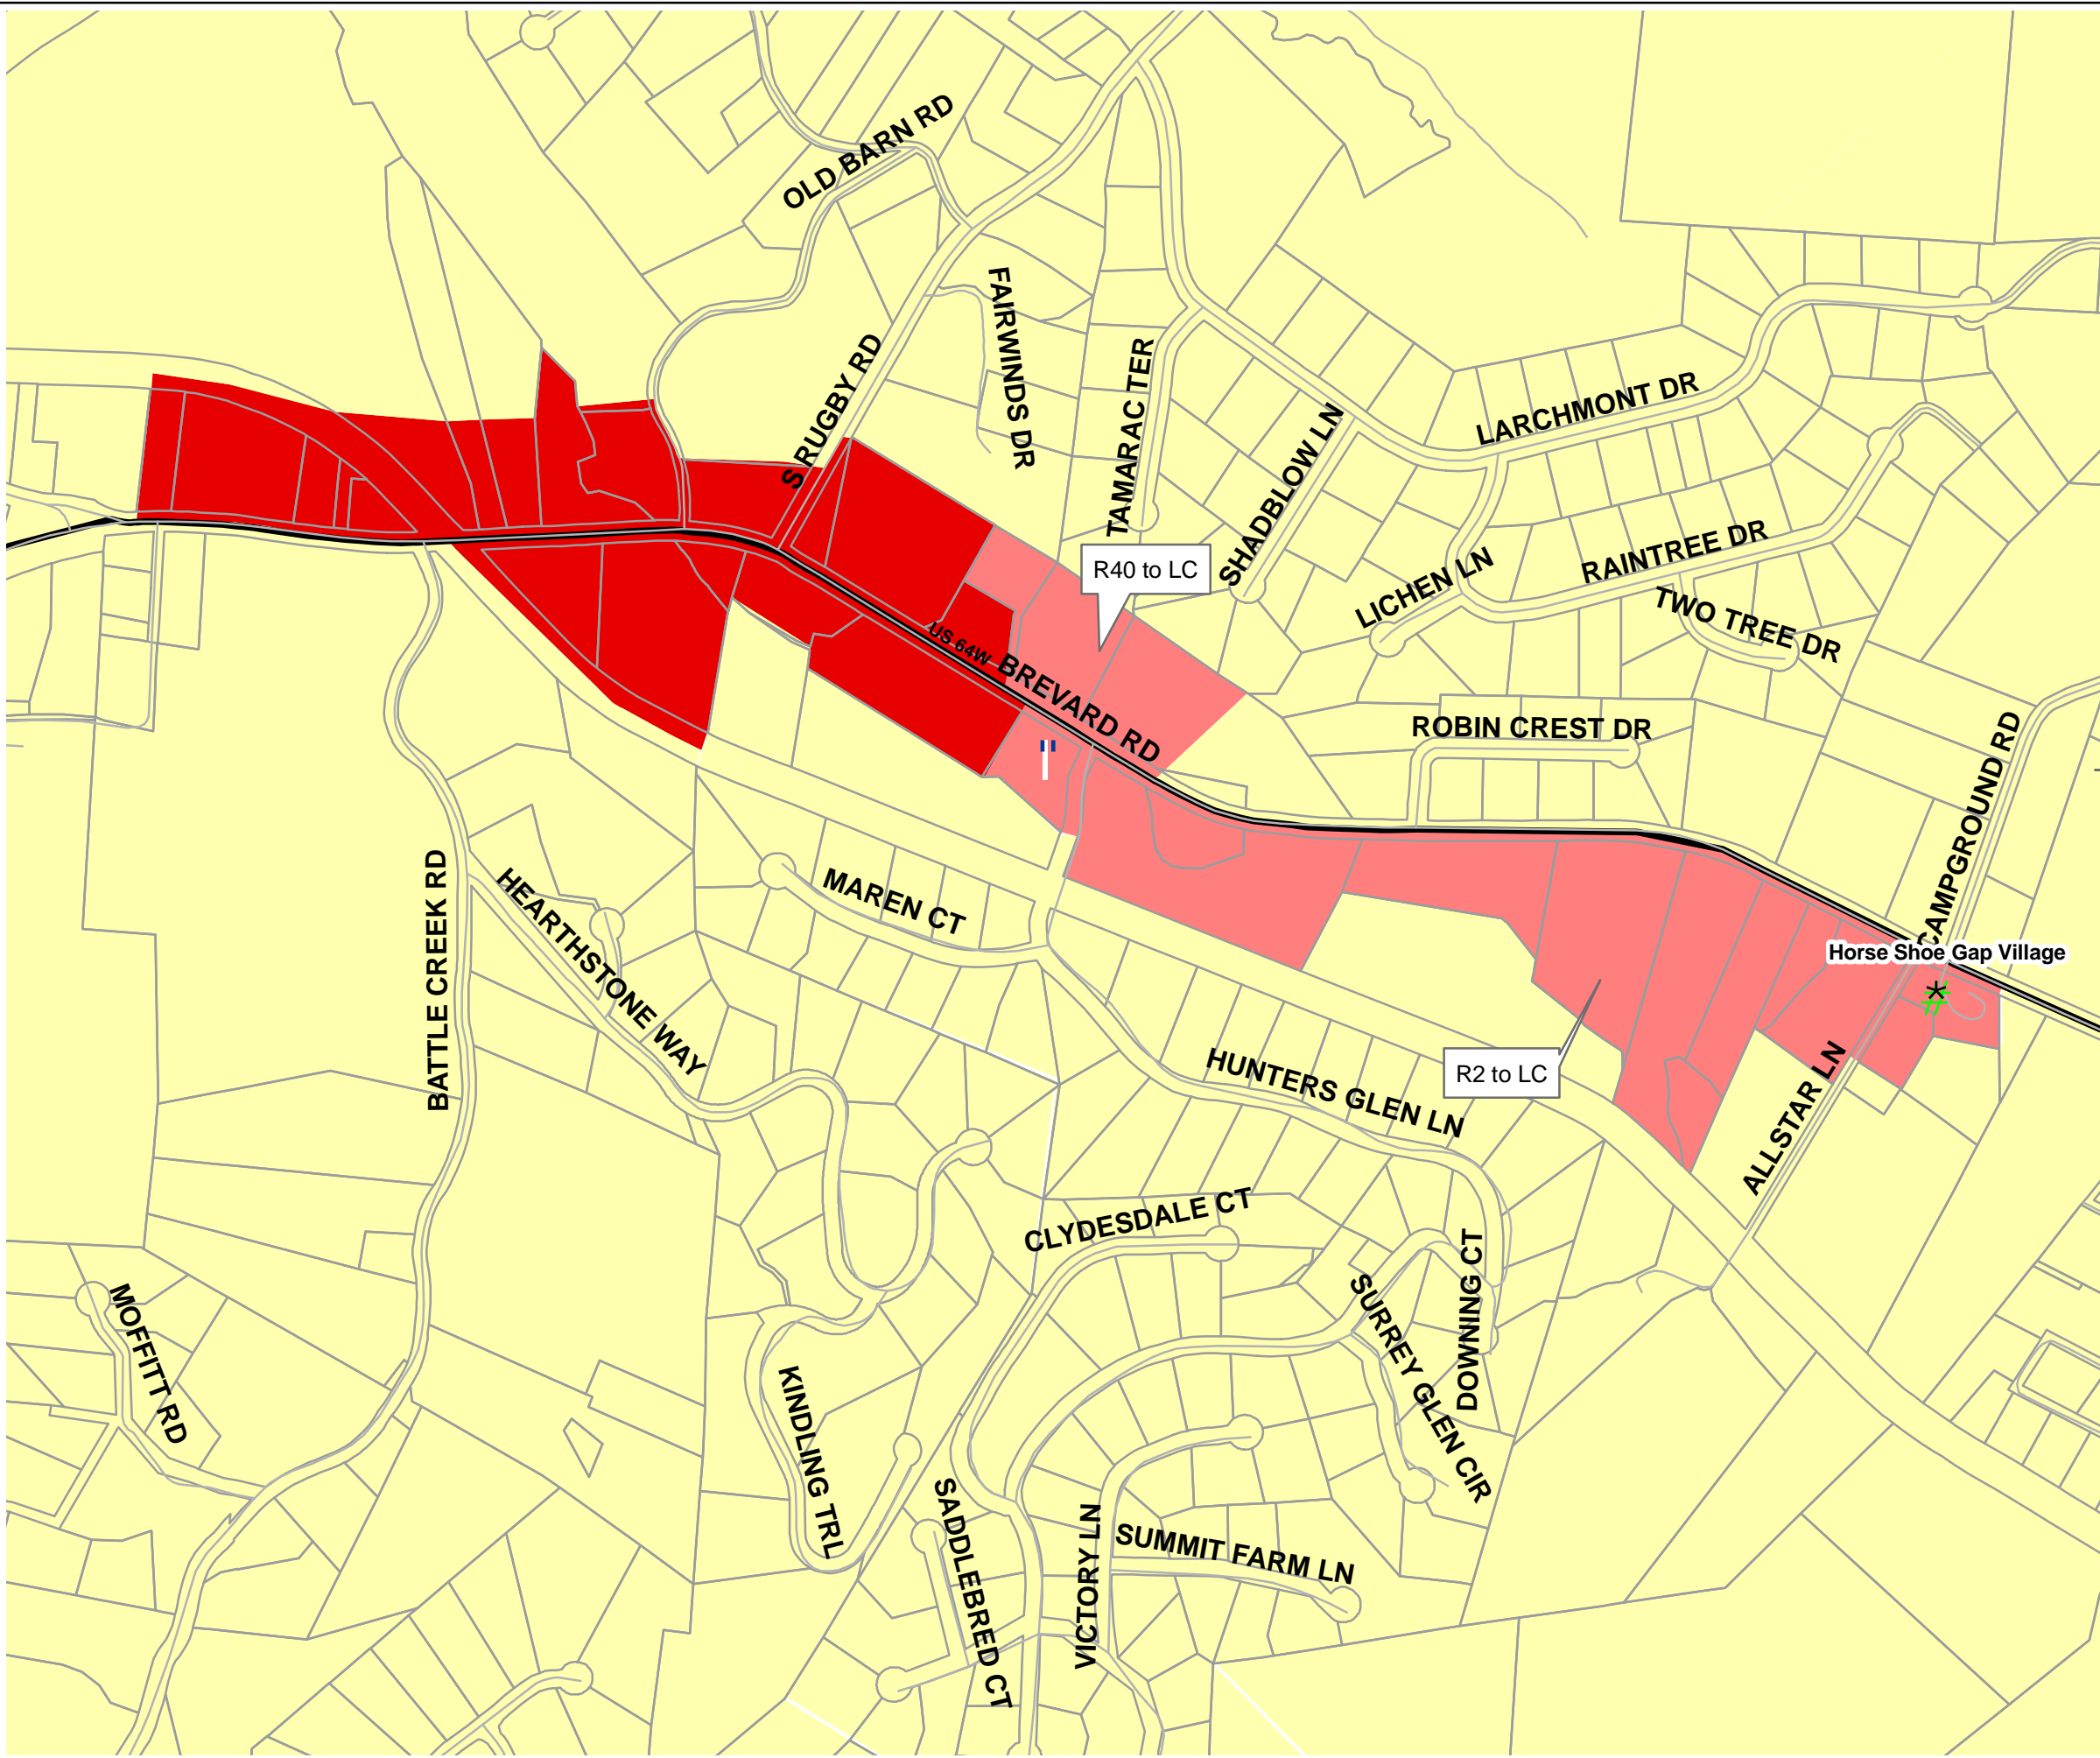 OLD BARN RD
FAIRWINDS DR
S RUGBY RD
TAMARAC TER
SHADBLOW LN
LARCHMONT DR
R40 to LC
LICHEN LN
RAINTREE DR
TWO TREE DR
US 64W
BREVARD RD
ROBIN CREST DR
CAMPGROUND RD
BATTLE CREEK RD
HEARTHSTONE WAY
MAREN CT
Horse Shoe Gap Village
R2 to LC
HUNTERS GLEN LN
ALLSTAR LN
CLYDESDALE CT
MOFFITT RD
SURREY GLEN CIR
DOWNING CT
KINDLING TRL
SADDLEBRED CT
VICTORY LN
SUMMIT FARM LN